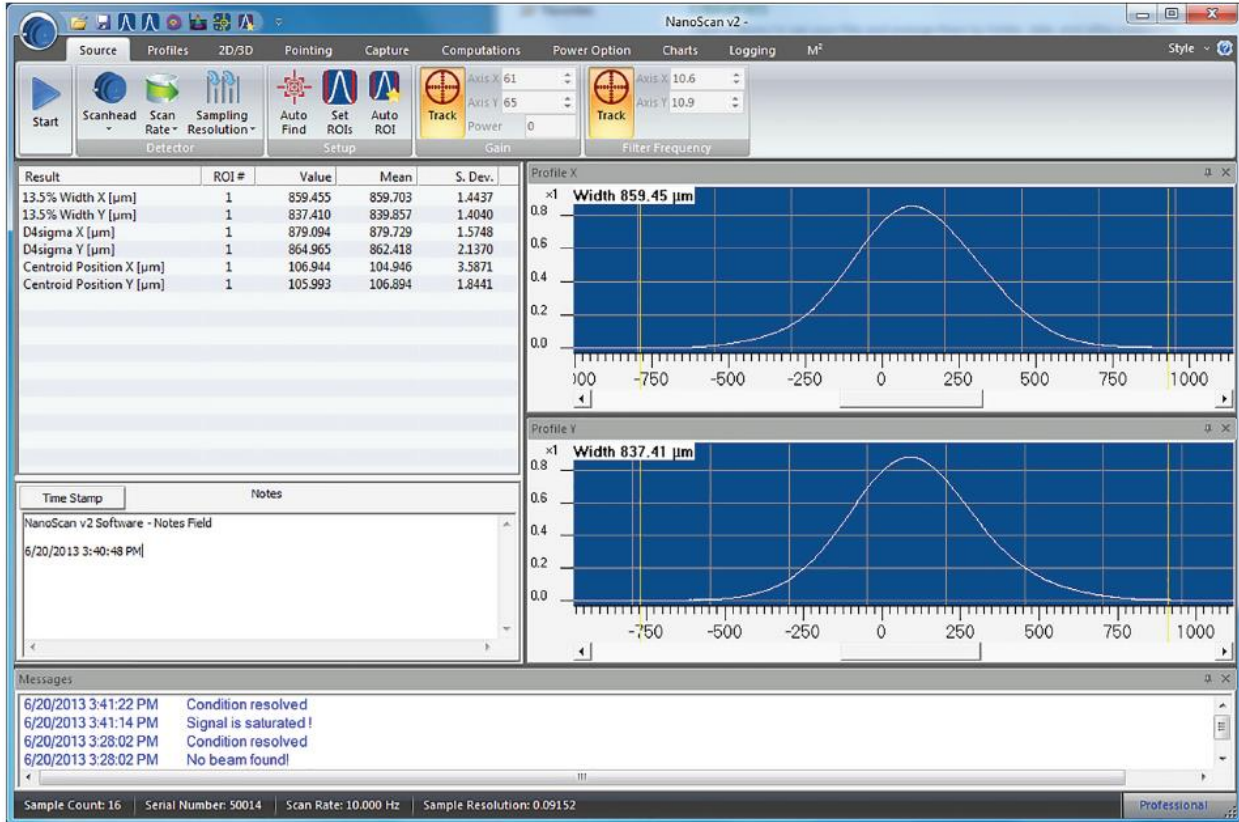 NanoScan v2 -
Source Profiles 2D/3D Pointing Capture Computations Power Option Charts Logging M² Style
Start
Scanhead
Scan Rate
Sampling Resolution
Detector
Auto Find
Set ROIs
Auto ROI
Setup
Track
Axis X 61
Axis Y 65
Power 0
Gain
Track
Axis X 10.6
Axis Y 10.9
Filter Frequency
Result ROI # Value Mean S. Dev.
13.5% Width X [µm] 1 859.455 859.703 1.4437
13.5% Width Y [µm] 1 837.410 839.857 1.4040
D4sigma X [µm] 1 879.094 879.729 1.5748
D4sigma Y [µm] 1 864.965 862.418 2.1370
Centroid Position X [µm] 1 106.944 104.946 3.5871
Centroid Position Y [µm] 1 105.993 106.894 1.8441
Profile X
×1 Width 859.45 µm
0.8
0.6
0.4
0.2
0.0
-750 -500 -250 0 250 500 750 1000
Profile Y
×1 Width 837.41 µm
0.8
0.6
0.4
0.2
0.0
-750 -500 -250 0 250 500 750 1000
Time Stamp Notes
NanoScan v2 Software - Notes Field
6/20/2013 3:40:48 PM
Messages
6/20/2013 3:41:22 PM Condition resolved
6/20/2013 3:41:14 PM Signal is saturated !
6/20/2013 3:28:02 PM Condition resolved
6/20/2013 3:28:02 PM No beam found!
Sample Count: 16 Serial Number: 50014 Scan Rate: 10.000 Hz Sample Resolution: 0.09152 Professional